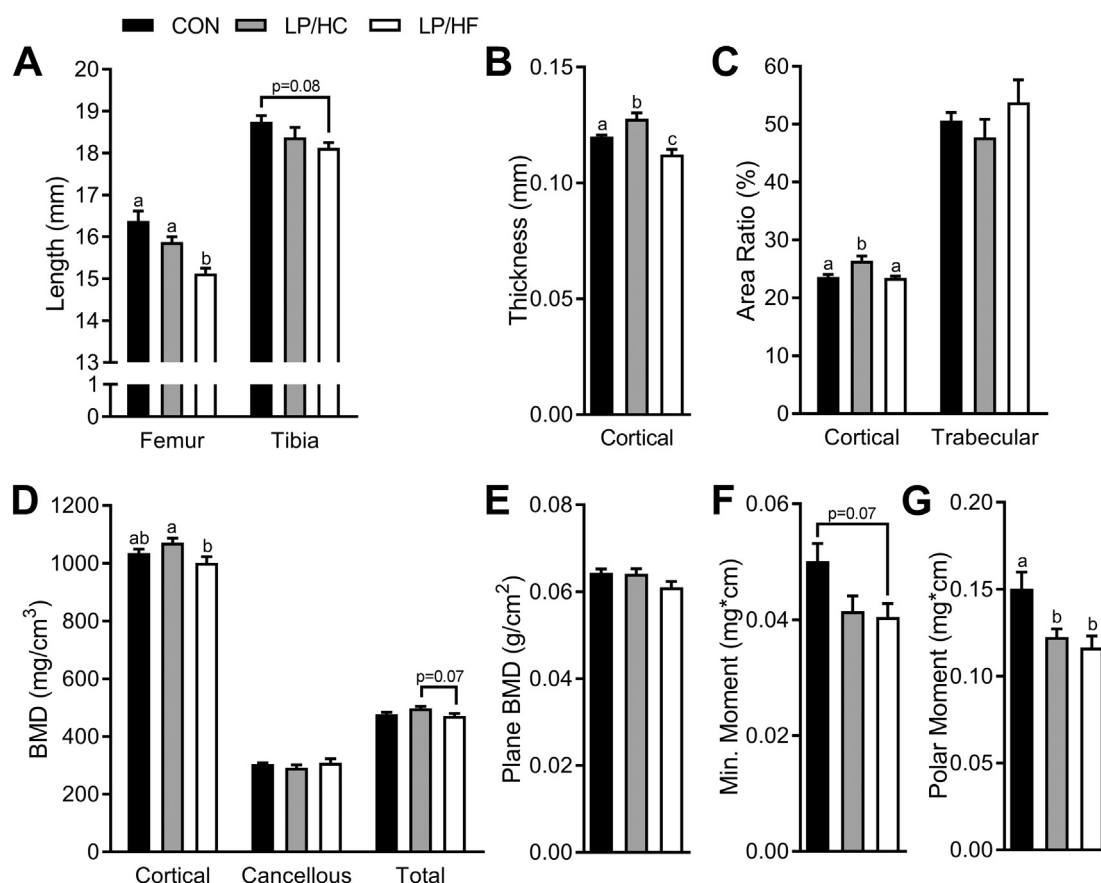 CON LP/HC LP/HF
A
20
19
18
17
16
15
14
13
1
0
Length (mm)
a a b
p=0.08
Femur Tibia
B
0.15
0.10
0.05
0.00
Thickness (mm)
a b c
Cortical
C
60
50
40
30
20
10
0
Area Ratio (%)
a b a
Cortical Trabecular
D
1200
1000
800
600
400
200
0
BMD (mg/cm³)
ab a b
p=0.07
Cortical Cancellous Total
E
0.08
0.06
0.04
0.02
0.00
Plane BMD (g/cm²)
F
0.06
0.04
0.02
0.00
Min. Moment (mg*cm)
p=0.07
G
0.20
0.15
0.10
0.05
0.00
Polar Moment (mg*cm)
a b b